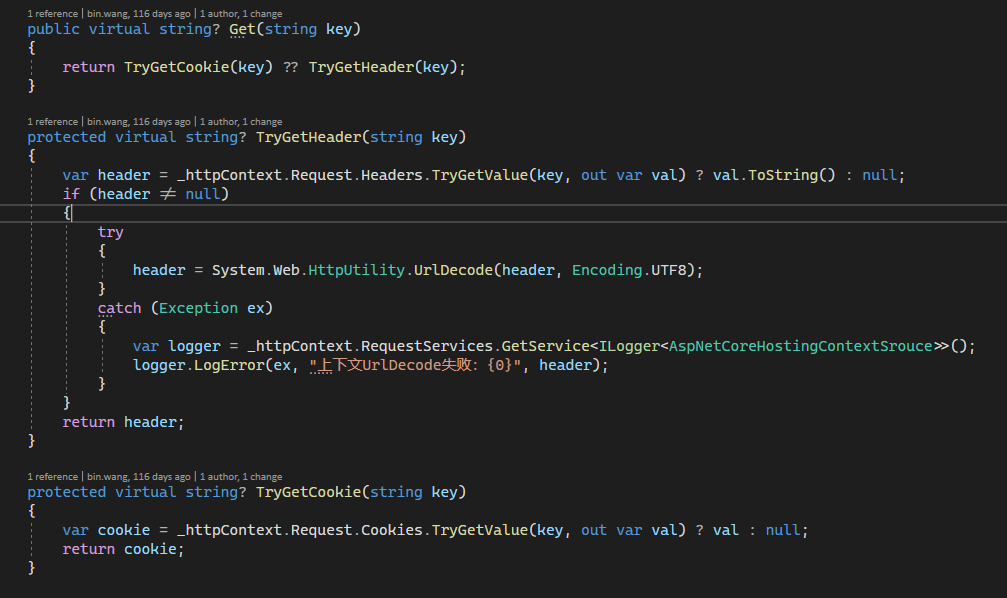 1 reference | bin.wang, 116 days ago | 1 author, 1 change
public virtual string? Get(string key)
{
return TryGetCookie(key) ?? TryGetHeader(key);
}
1 reference | bin.wang, 116 days ago | 1 author, 1 change
protected virtual string? TryGetHeader(string key)
{
var header = _httpContext.Request.Headers.TryGetValue(key, out var val) ? val.ToString() : null;
if (header != null)
{
try
{
header = System.Web.HttpUtility.UrlDecode(header, Encoding.UTF8);
}
catch (Exception ex)
{
var logger = _httpContext.RequestServices.GetService<ILogger<AspNetCoreHostingContextSrouce>>();
logger.LogError(ex, "上下文UrlDecode失败：{0}", header);
}
}
return header;
}
1 reference | bin.wang, 116 days ago | 1 author, 1 change
protected virtual string? TryGetCookie(string key)
{
var cookie = _httpContext.Request.Cookies.TryGetValue(key, out var val) ? val : null;
return cookie;
}